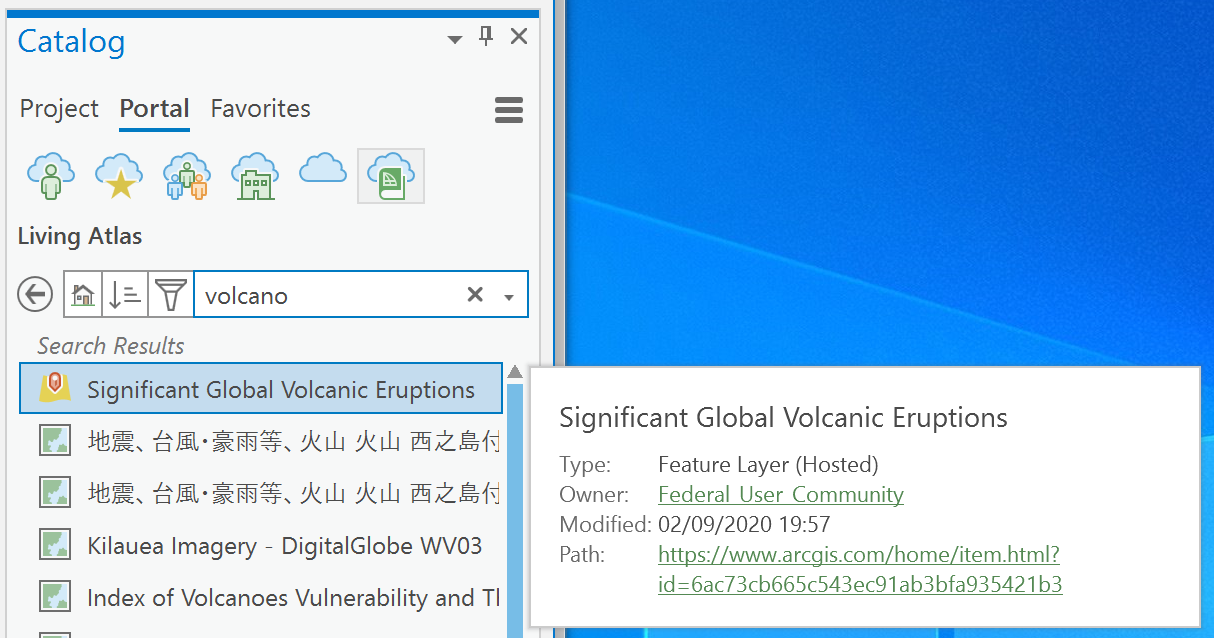 Catalog
Project Portal Favorites
Living Atlas
volcano
Search Results
Significant Global Volcanic Eruptions
地震、台風・豪雨等、火山 火山 西之島付
地震、台風・豪雨等、火山 火山 西之島付
Kilauea Imagery - DigitalGlobe WV03
Index of Volcanoes Vulnerability and Th
Significant Global Volcanic Eruptions
Type: Feature Layer (Hosted)
Owner: Federal_User_Community
Modified: 02/09/2020 19:57
Path: https://www.arcgis.com/home/item.html?
id=6ac73cb665c543ec91ab3bfa935421b3